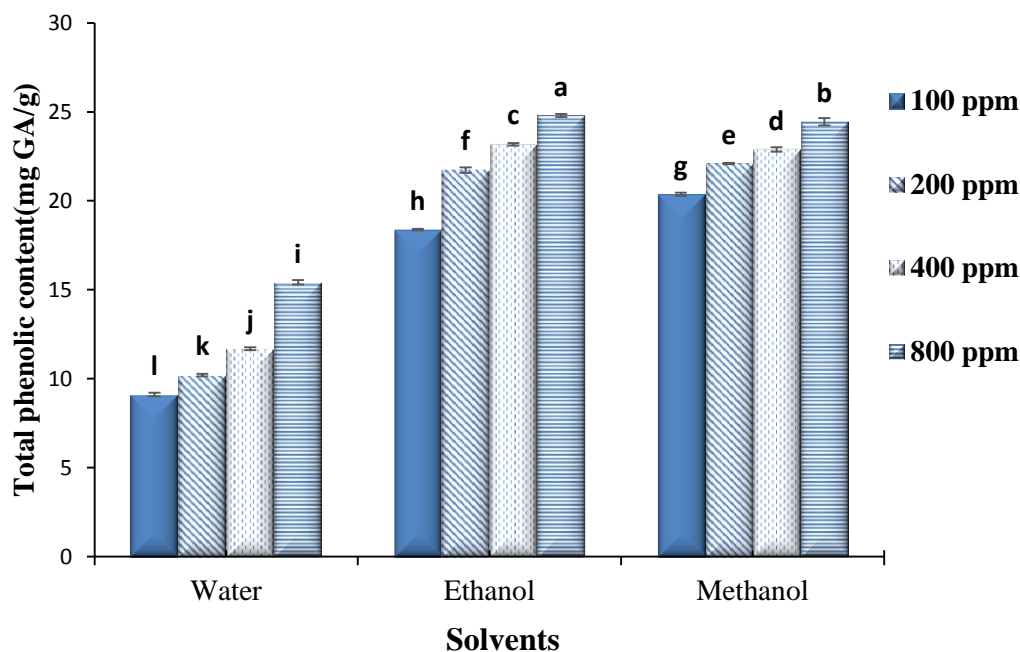 Total phenolic content(mg GA/g)
30
25
20
15
10
5
0
l
k
j
i
h
f
c
a
g
e
d
b
Water
Ethanol
Methanol
Solvents
100 ppm
200 ppm
400 ppm
800 ppm